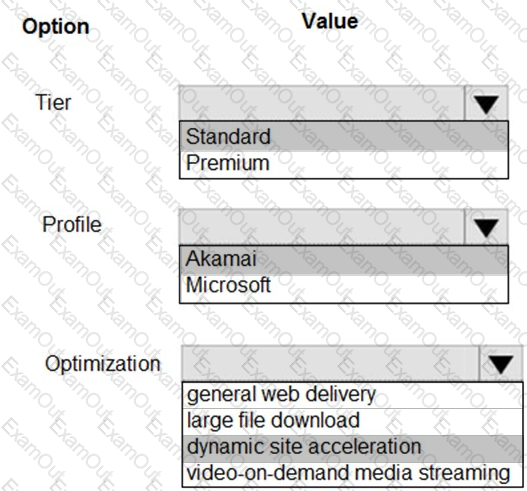 Option Value
Tier
Standard
Premium
Profile
Akamai
Microsoft
Optimization
general web delivery
large file download
dynamic site acceleration
video-on-demand media streaming